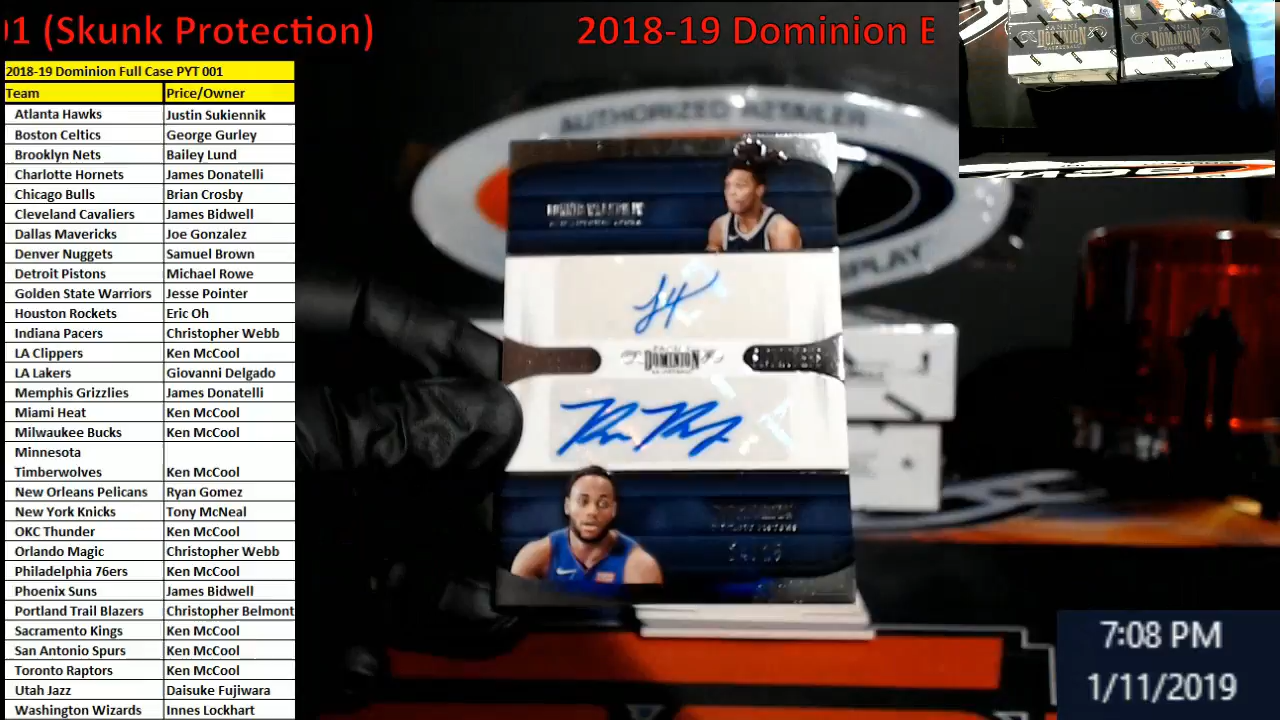 01 (Skunk Protection)
2018-19 Dominion E
2018-19 Dominion Full Case PYT 001
Team Price/Owner
Atlanta Hawks Justin Sukiennik
Boston Celtics George Gurley
Brooklyn Nets Bailey Lund
Charlotte Hornets James Donatelli
Chicago Bulls Brian Crosby
Cleveland Cavaliers James Bidwell
Dallas Mavericks Joe Gonzalez
Denver Nuggets Samuel Brown
Detroit Pistons Michael Rowe
Golden State Warriors Jesse Pointer
Houston Rockets Eric Oh
Indiana Pacers Christopher Webb
LA Clippers Ken McCool
LA Lakers Giovanni Delgado
Memphis Grizzlies James Donatelli
Miami Heat Ken McCool
Milwaukee Bucks Ken McCool
Minnesota
Timberwolves Ken McCool
New Orleans Pelicans Ryan Gomez
New York Knicks Tony McNeal
OKC Thunder Ken McCool
Orlando Magic Christopher Webb
Philadelphia 76ers Ken McCool
Phoenix Suns James Bidwell
Portland Trail Blazers Christopher Belmont
Sacramento Kings Ken McCool
San Antonio Spurs Ken McCool
Toronto Raptors Ken McCool
Utah Jazz Daisuke Fujiwara
Washington Wizards Innes Lockhart
AUTHORIZED RETAILER
DOMINION
DOMINION
DOMINION
PLAY
7:08 PM
1/11/2019